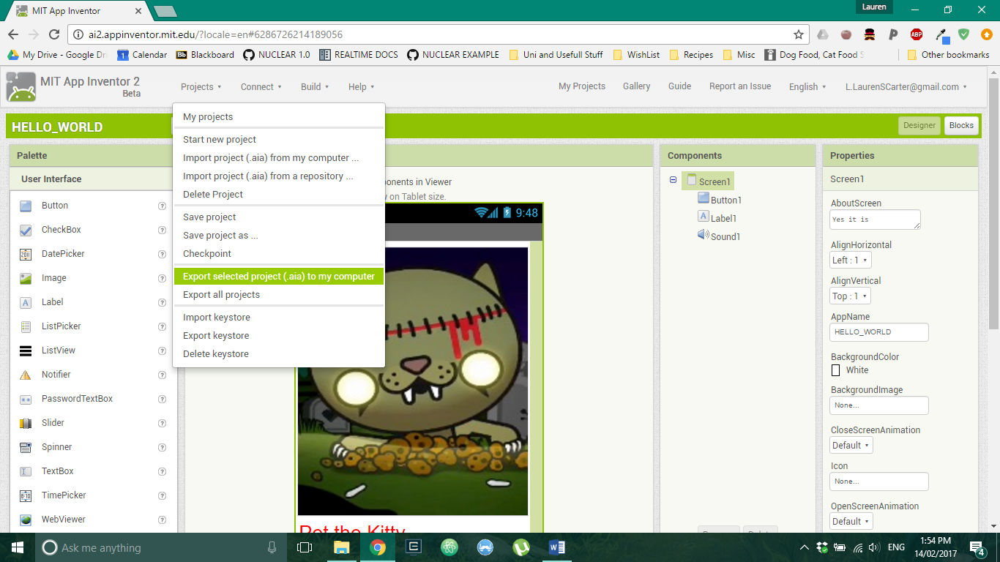 MIT App Inventor
Lauren
ai2.appinventor.mit.edu/?locale=en#6286726214189056
ABP
My Drive - Google Dr
Calendar
Bb Blackboard
NUCLEAR 1.0
REALTIME DOCS
NUCLEAR EXAMPLE
Uni and Usefull Stuff
WishList
Recipes
Misc
Dog Food, Cat Food S
Other bookmarks
MIT App Inventor 2
Beta
Projects
Connect
Build
Help
My Projects
Gallery
Guide
Report an Issue
English
L.LaurenSCarter@gmail.com
HELLO_WORLD
Designer
Blocks
My projects
Start new project
Import project (.aia) from my computer ...
Import project (.aia) from a repository ...
Delete Project
Save project
Save project as ...
Checkpoint
Export selected project (.aia) to my computer
Export all projects
Import keystore
Export keystore
Delete keystore
Palette
User Interface
Button
CheckBox
DatePicker
Image
Label
ListPicker
ListView
Notifier
PasswordTextBox
Slider
Spinner
TextBox
TimePicker
WebViewer
ponents in Viewer
on Tablet size.
9:48
Pet the Kitty
Components
Screen1
Button1
Label1
Sound1
Properties
Screen1
AboutScreen
Yes it is
AlignHorizontal
Left : 1
AlignVertical
Top : 1
AppName
HELLO_WORLD
BackgroundColor
White
BackgroundImage
None...
CloseScreenAnimation
Default
Icon
None...
OpenScreenAnimation
Default
Ask me anything
ENG
1:54 PM
14/02/2017
4